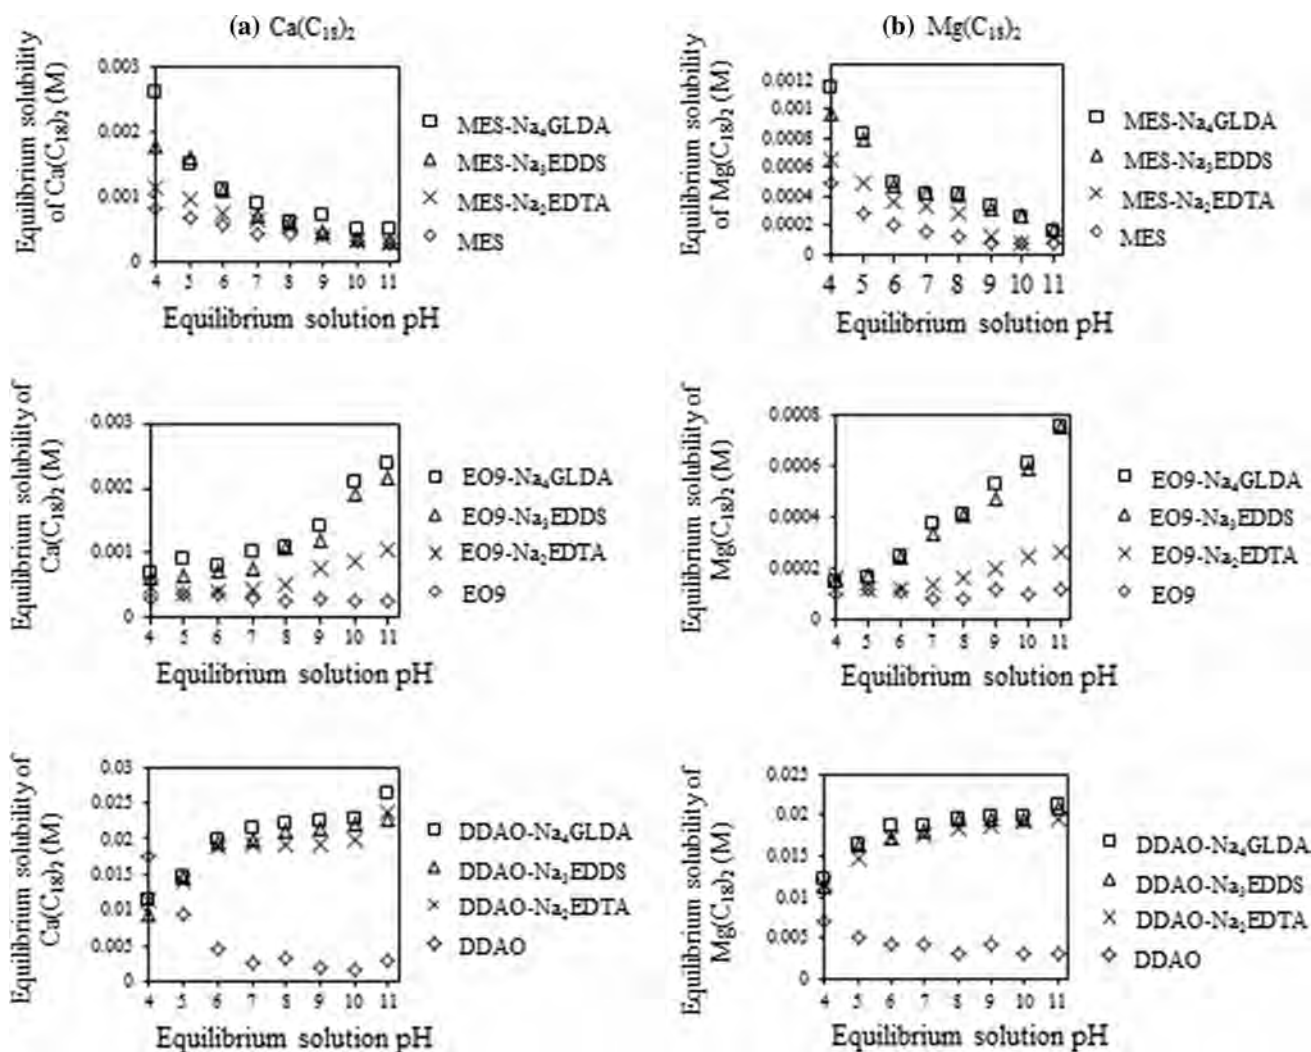 (a) Ca(C₁₈)₂
Equilibrium solubility
of Ca(C₁₈)₂ (M)
0.003
0.002
0.001
0
4 5 6 7 8 9 10 11
Equilibrium solution pH
MES-Na₄GLDA
MES-Na₃EDDS
MES-Na₂EDTA
MES
(b) Mg(C₁₈)₂
Equilibrium solubility
of Mg(C₁₈)₂ (M)
0.0012
0.001
0.0008
0.0006
0.0004
0.0002
0
4 5 6 7 8 9 10 11
Equilibrium solution pH
MES-Na₄GLDA
MES-Na₃EDDS
MES-Na₂EDTA
MES
Equilibrium solubility of
Ca(C₁₈)₂ (M)
0.003
0.002
0.001
0
4 5 6 7 8 9 10 11
Equilibrium solution pH
EO9-Na₄GLDA
EO9-Na₃EDDS
EO9-Na₂EDTA
EO9
Equilibrium solubility of
Mg(C₁₈)₂ (M)
0.0008
0.0006
0.0004
0.0002
0
4 5 6 7 8 9 10 11
Equilibrium solution pH
EO9-Na₄GLDA
EO9-Na₃EDDS
EO9-Na₂EDTA
EO9
Equilibrium solubility of
Ca(C₁₈)₂ (M)
0.03
0.025
0.02
0.015
0.01
0.005
0
4 5 6 7 8 9 10 11
Equilibrium solution pH
DDAO-Na₄GLDA
DDAO-Na₃EDDS
DDAO-Na₂EDTA
DDAO
Equilibrium solubility of
Mg(C₁₈)₂ (M)
0.025
0.02
0.015
0.01
0.005
0
4 5 6 7 8 9 10 11
Equilibrium solution pH
DDAO-Na₄GLDA
DDAO-Na₃EDDS
DDAO-Na₂EDTA
DDAO